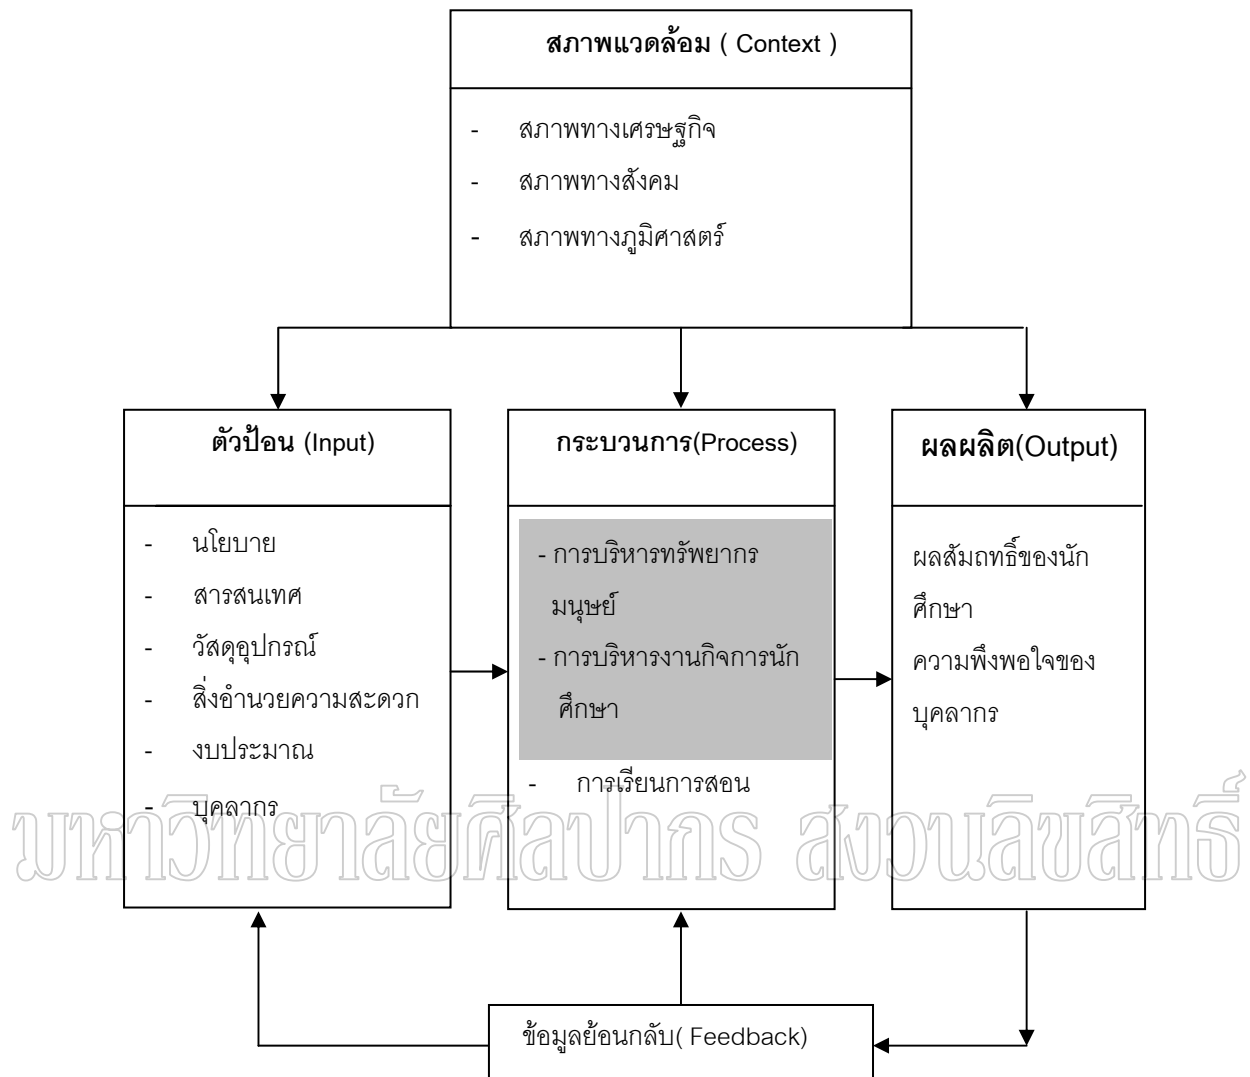 สภาพแวดล้อม ( Context )
- สภาพทางเศรษฐกิจ
- สภาพทางสังคม
- สภาพทางภูมิศาสตร์
ตัวป้อน (Input)
- นโยบาย
- สารสนเทศ
- วัสดุอุปกรณ์
- สิ่งอำนวยความสะดวก
- งบประมาณ
- บุคลากร
กระบวนการ(Process)
- การบริหารทรัพยากร
มนุษย์
- การบริหารงานกิจการนัก
ศึกษา
- การเรียนการสอน
ผลผลิต(Output)
ผลสัมถทธิ์ของนัก
ศึกษา
ความพึงพอใจของ
บุคลากร
มหาวิทยาลัยศิลปากร สงวนลิขสิทธิ์
ข้อมูลย้อนกลับ( Feedback)